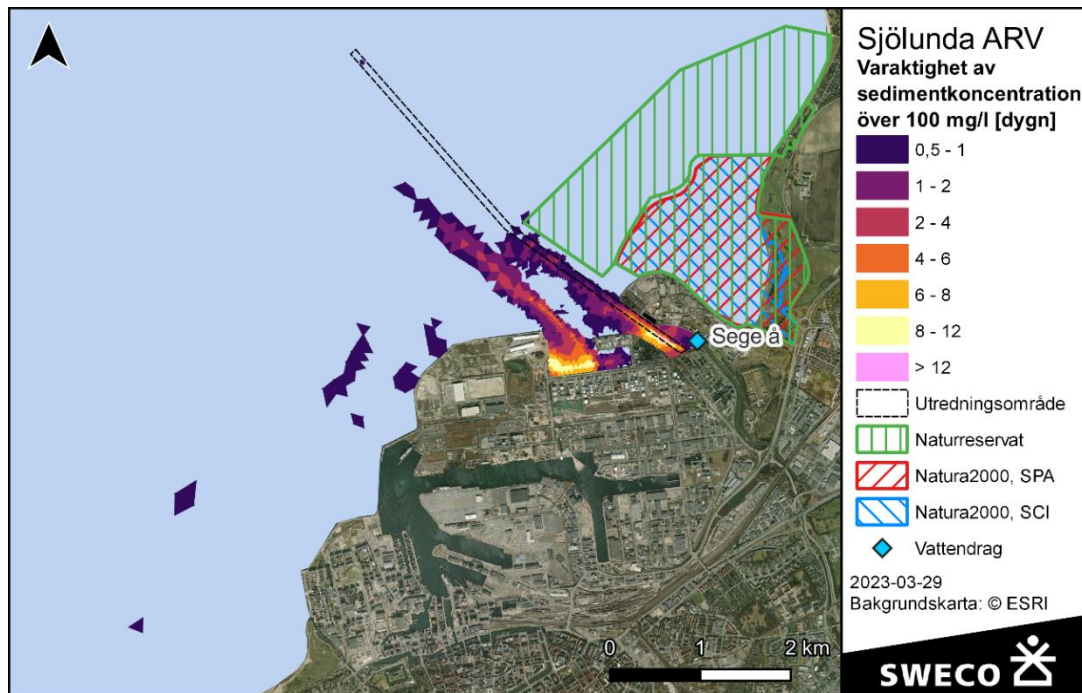 Sjölunda ARV
Varaktighet av
sedimentkoncentration
över 100 mg/l [dygn]
0,5 - 1
1 - 2
2 - 4
4 - 6
6 - 8
8 - 12
> 12
Utredningsområde
Naturreservat
Natura2000, SPA
Natura2000, SCI
Vattendrag
2023-03-29
Bakgrundskarta: © ESRI
SWECO
Sege å
0 1 2 km